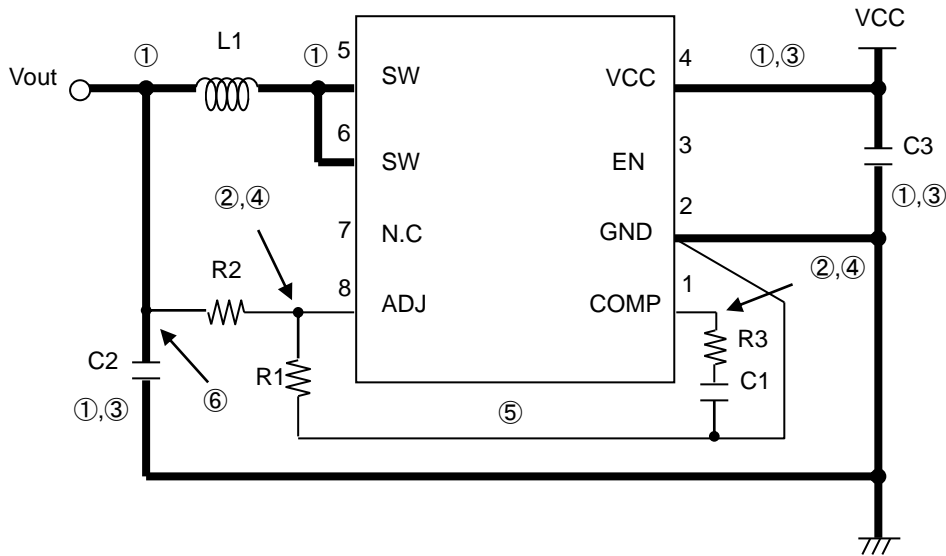 VCC
L1
① ① 5 4 ①,③
Vout SW VCC
6 3 C3
SW EN
①,③
②,④ 2
7 N.C GND
②,④
R2 8 1
ADJ COMP
R3
C2 R1 C1
⑥
①,③ ⑤